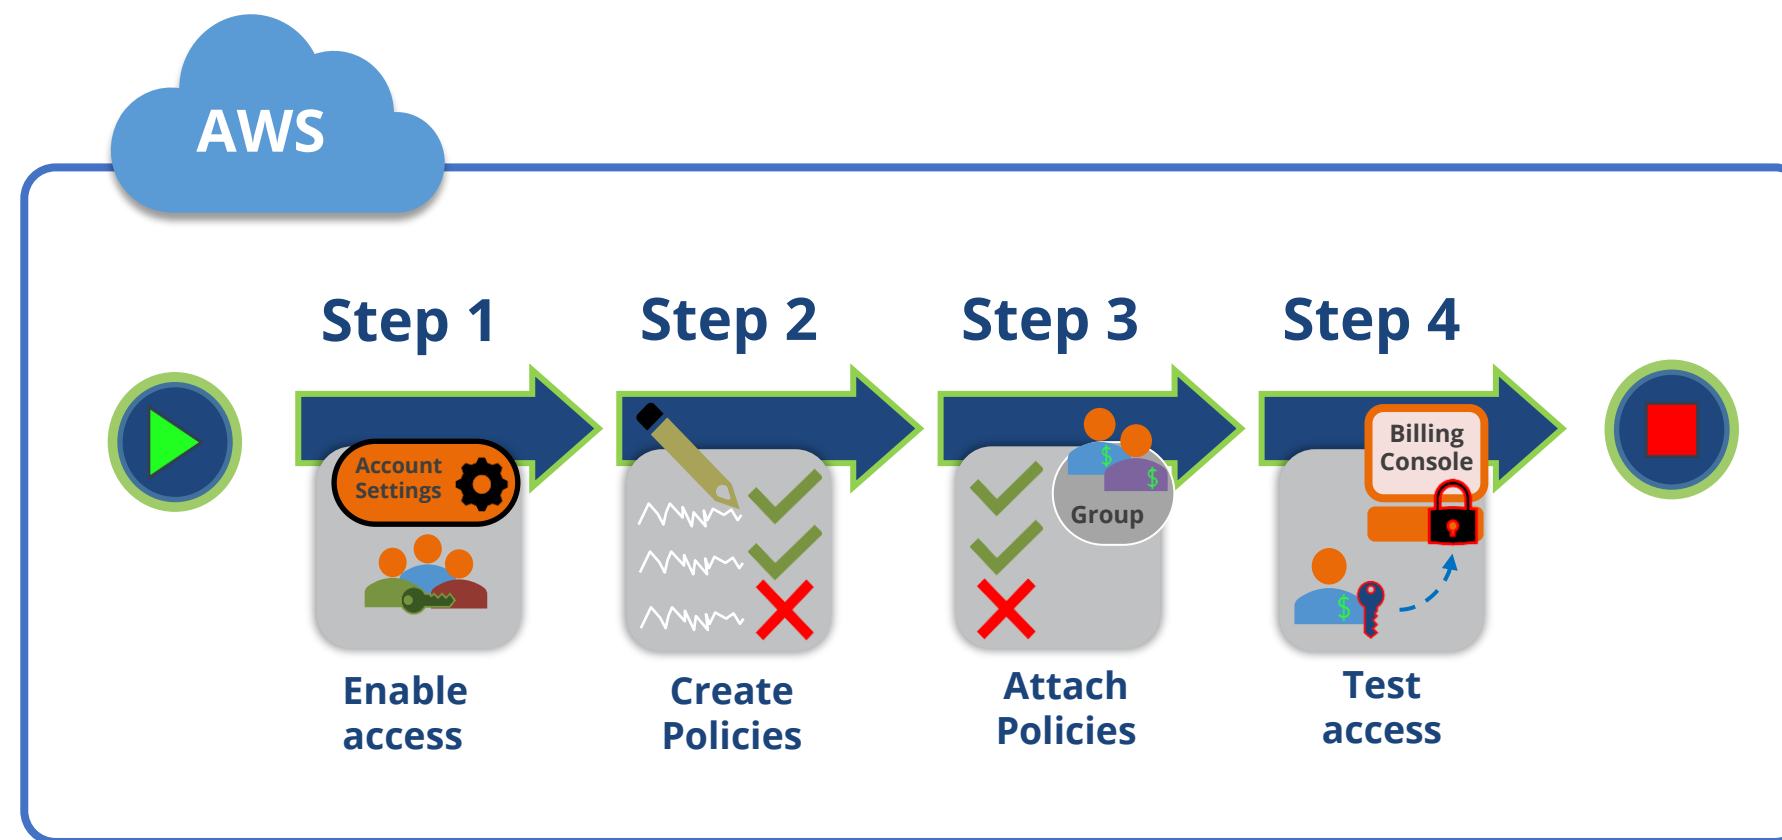 AWS
Step 1
Step 2
Step 3
Step 4
Account
Settings
Group
Billing
Console
$
$
$
Enable
access
Create
Policies
Attach
Policies
Test
access